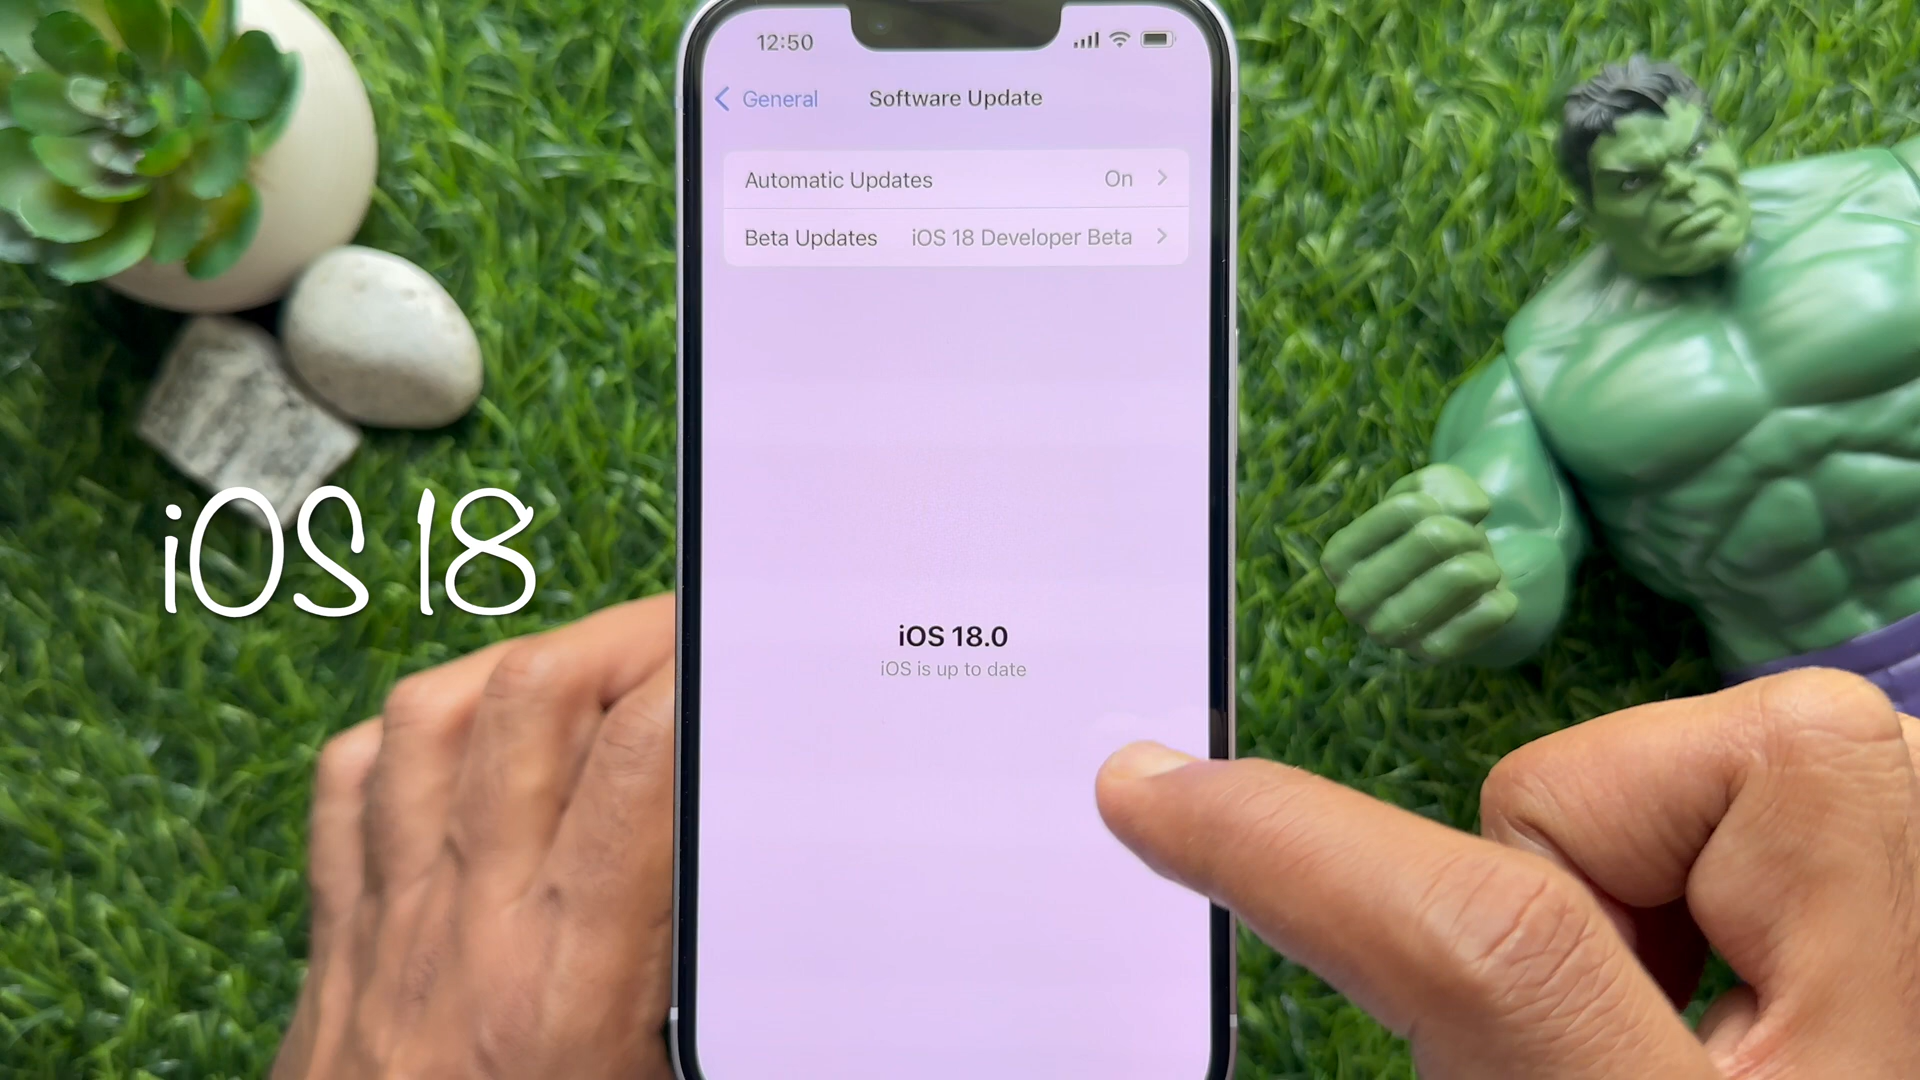 12:50
General
Software Update
Automatic Updates On
Beta Updates iOS 18 Developer Beta
iOS 18
iOS 18.0
iOS is up to date